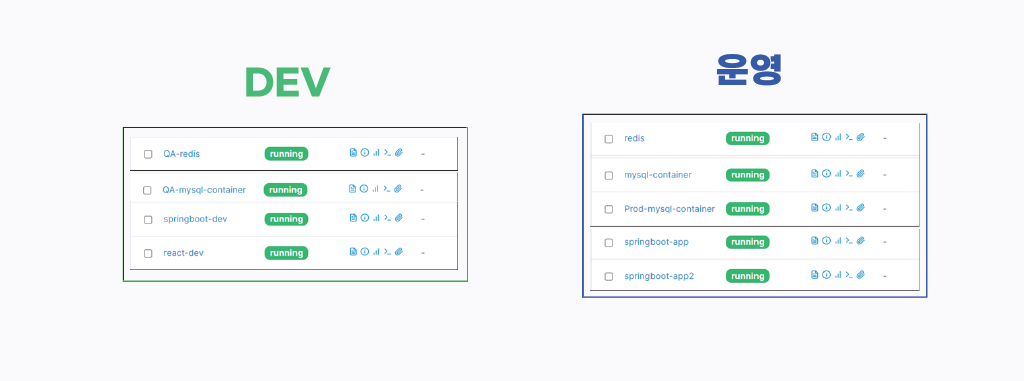 DEV
QA-redis running -
QA-mysql-container running -
springboot-dev running -
react-dev running -
운영
redis running -
mysql-container running -
Prod-mysql-container running -
springboot-app running -
springboot-app2 running -